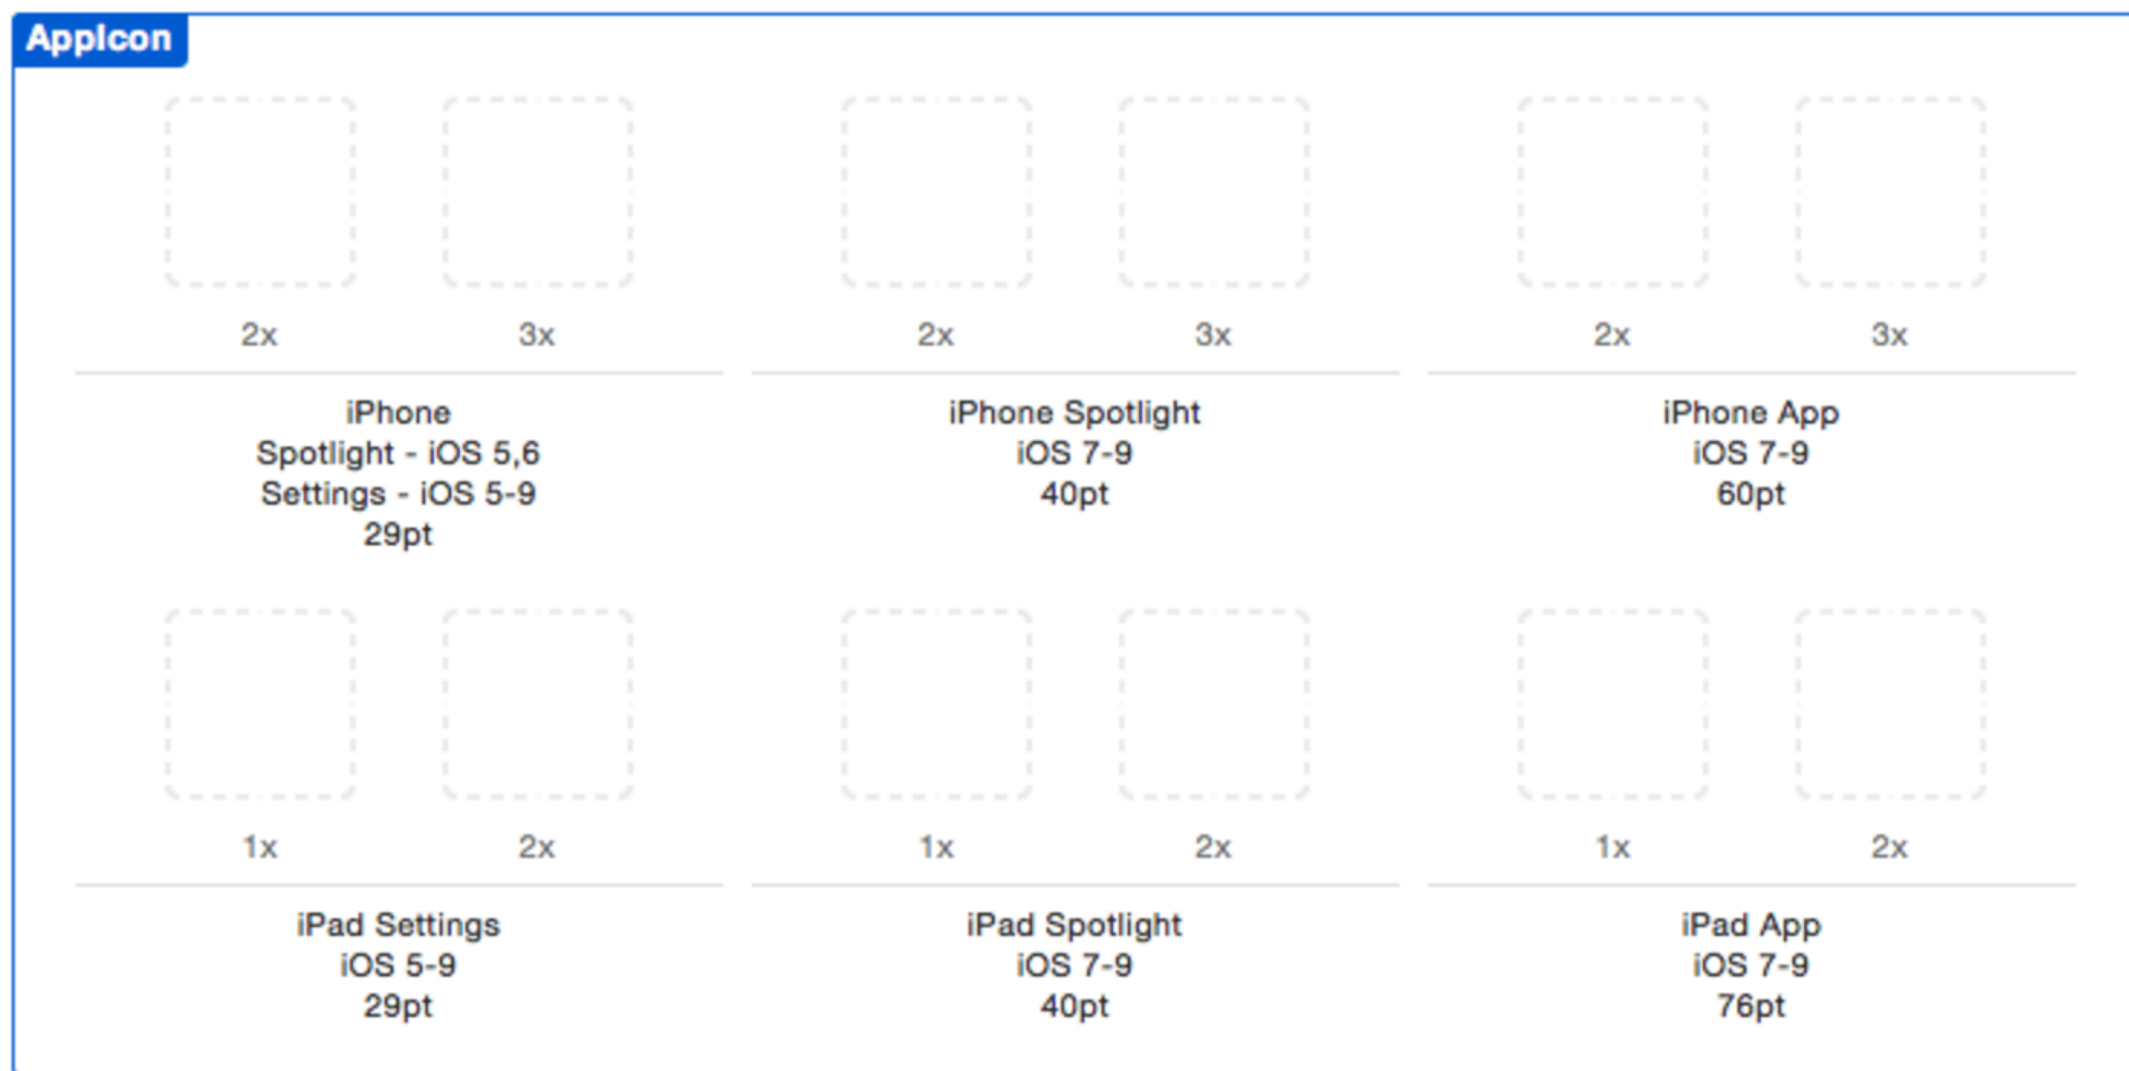 AppIcon
2x 3x 2x 3x 2x 3x
iPhone
Spotlight - iOS 5,6
Settings - iOS 5-9
29pt
iPhone Spotlight
iOS 7-9
40pt
iPhone App
iOS 7-9
60pt
1x 2x 1x 2x 1x 2x
iPad Settings
iOS 5-9
29pt
iPad Spotlight
iOS 7-9
40pt
iPad App
iOS 7-9
76pt